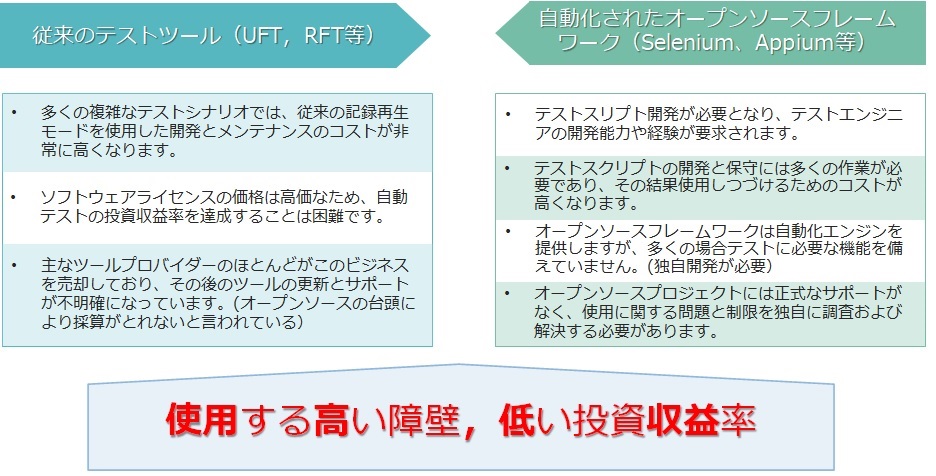 従来のテストツール（UFT，RFT等）
• 多くの複雑なテストシナリオでは、従来の記録再生
モードを使用した開発とメンテナンスのコストが非
常に高くなります。
• ソフトウェアライセンスの価格は高価なため、自動
テストの投資収益率を達成することは困難です。
• 主なツールプロバイダーのほとんどがこのビジネス
を売却しており、その後のツールの更新とサポート
が不明確になっています。(オープンソースの台頭に
より採算がとれないと言われている）
自動化されたオープンソースフレーム
ワーク（Selenium、Appium等）
• テストスリプト開発が必要となり、テストエンジニ
アの開発能力や経験が要求されます。
• テストスクリプトの開発と保守には多くの作業が必
要であり、その結果使用しつづけるためのコストが
高くなります。
• オープンソースフレームワークは自動化エンジンを
提供しますが、多くの場合テストに必要な機能を備
えていません。(独自開発が必要）
• オープンソースプロジェクトには正式なサポートが
なく、使用に関する問題と制限を独自に調査および
解決する必要があります。
使用する高い障壁，低い投資収益率